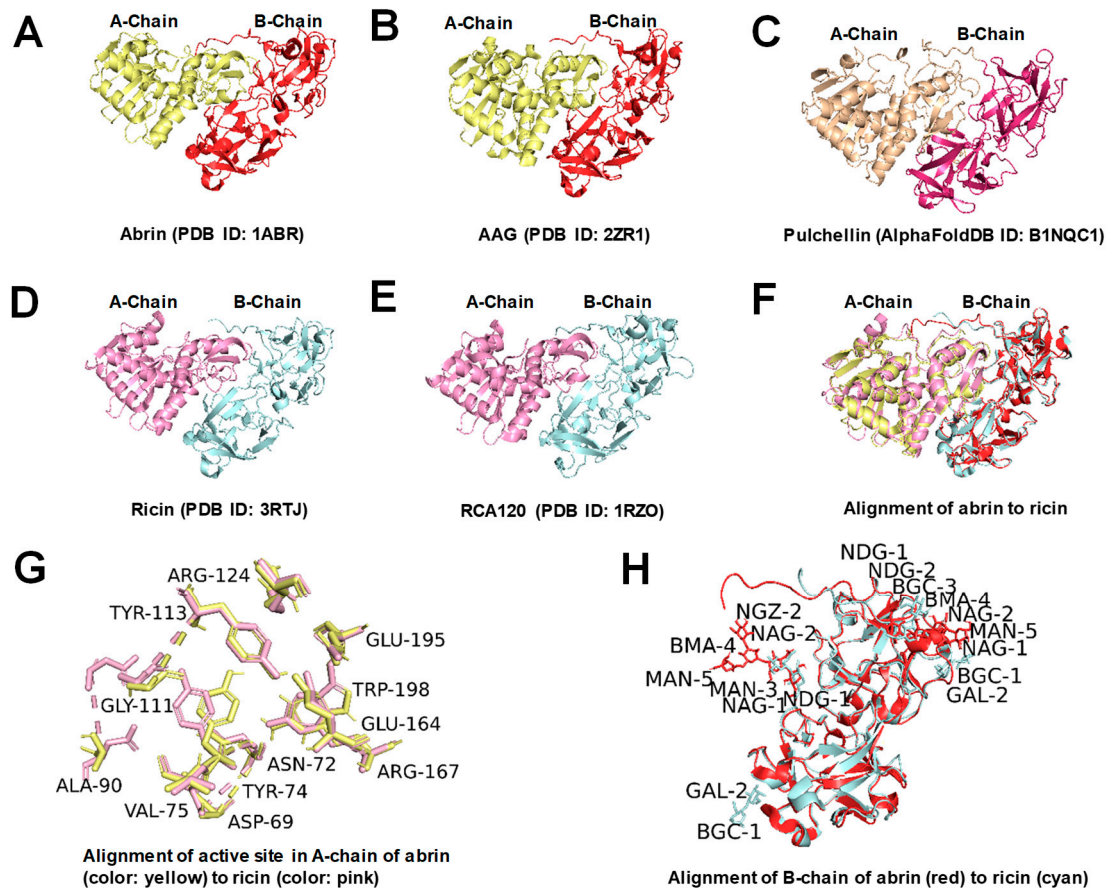 A
A-Chain
B-Chain
Abrin (PDB ID: 1ABR)
B
A-Chain
B-Chain
AAG (PDB ID: 2ZR1)
C
A-Chain
B-Chain
Pulchellin (AlphaFoldDB ID: B1NQC1)
D
A-Chain
B-Chain
Ricin (PDB ID: 3RTJ)
E
A-Chain
B-Chain
RCA120 (PDB ID: 1RZO)
F
A-Chain
B-Chain
Alignment of abrin to ricin
G
ARG-124
TYR-113
GLU-195
TRP-198
GLY-111
GLU-164
ASN-72
ARG-167
ALA-90
TYR-74
VAL-75
ASP-69
Alignment of active site in A-chain of abrin
(color: yellow) to ricin (color: pink)
H
NDG-1
NDG-2
BGC-3
BMA-4
NGZ-2
NAG-2
NAG-2
MAN-5
BMA-4
NAG-1
MAN-5
BGC-1
MAN-3
GAL-2
NAG-1
NDG-1
GAL-2
BGC-1
Alignment of B-chain of abrin (red) to ricin (cyan)